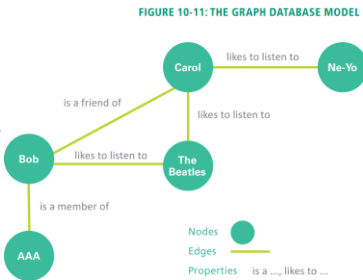 FIGURE 10-11: THE GRAPH DATABASE MODEL
likes to listen to
Carol
Ne-Yo
is a friend of
likes to listen to
Bob
likes to listen to
The
Beatles
is a member of
AAA
Nodes
Edges
Properties is a ..., likes to ...